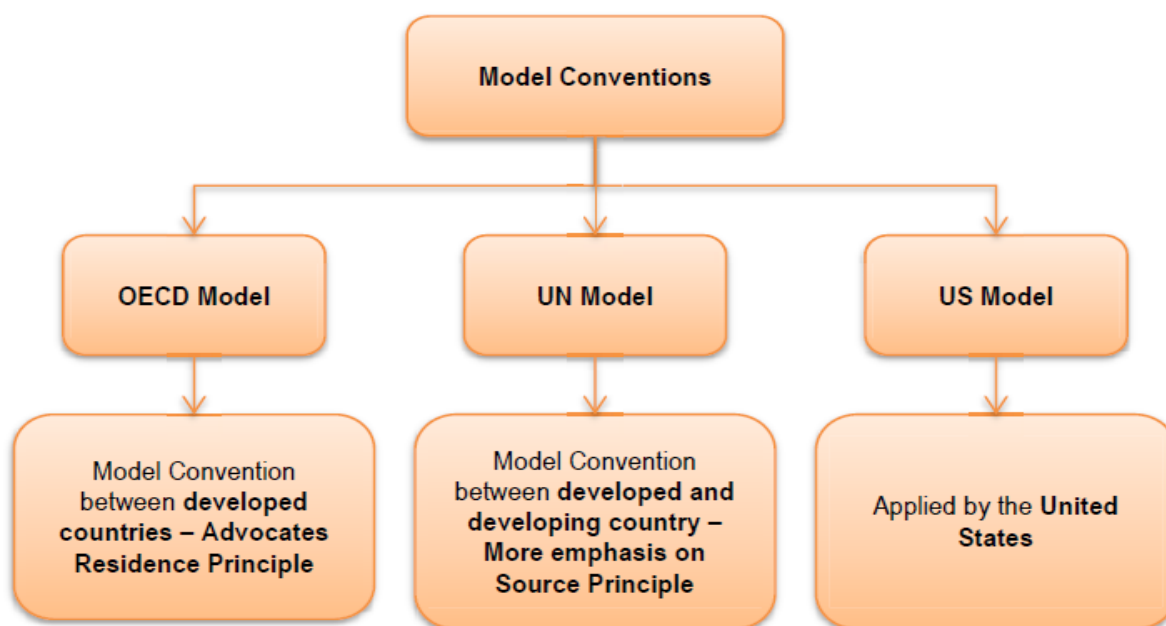 Model Conventions
OECD Model
UN Model
US Model
Model Convention
between developed
countries – Advocates
Residence Principle
Model Convention
between developed and
developing country –
More emphasis on
Source Principle
Applied by the United
States